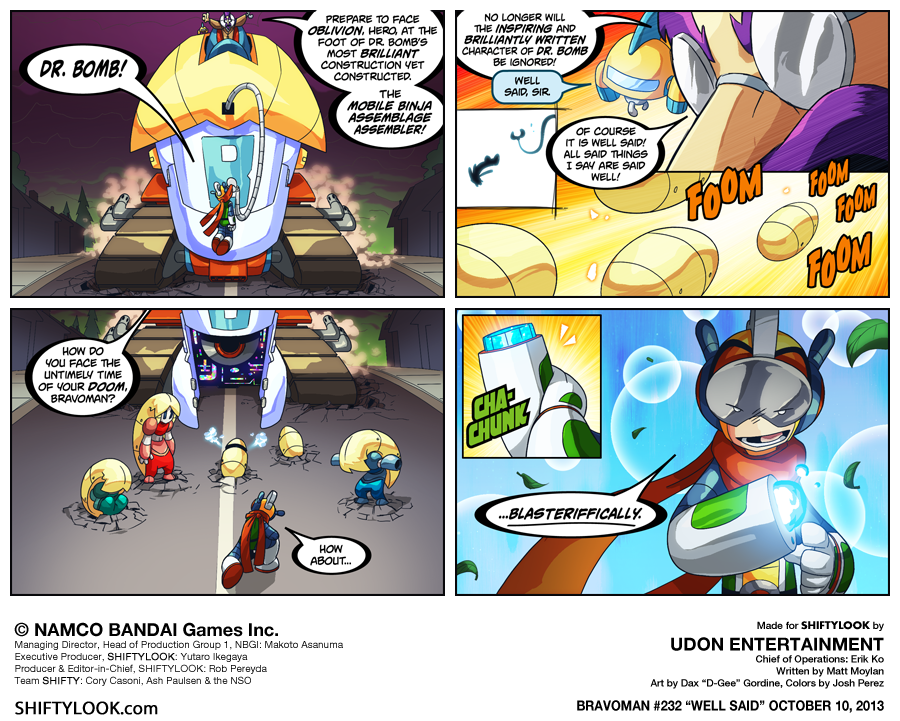 DR. BOMB!
PREPARE TO FACE
OBLIVION, HERO, AT THE
FOOT OF DR. BOMB'S
MOST BRILLIANT
CONSTRUCTION YET
CONSTRUCTED.
THE
MOBILE BINJA
ASSEMBLAGE
ASSEMBLER!
NO LONGER WILL
THE INSPIRING AND
BRILLIANTLY WRITTEN
CHARACTER OF DR. BOMB
BE IGNORED!
WELL
SAID, SIR.
OF COURSE
IT IS WELL SAID!
ALL SAID THINGS
I SAY ARE SAID
WELL!
FOOM
FOOM
FOOM
FOOM
HOW DO
YOU FACE THE
UNTIMELY TIME
OF YOUR DOOM,
BRAVOMAN?
HOW
ABOUT...
CHA-
CHUNK
...BLASTERIFFICALLY.
© NAMCO BANDAI Games Inc.
Managing Director, Head of Production Group 1, NBGI: Makoto Asanuma
Executive Producer, SHIFTYLOOK: Yutaro Ikegaya
Producer & Editor-in-Chief, SHIFTYLOOK: Rob Pereyda
Team SHIFTY: Cory Casoni, Ash Paulsen & the NSO
SHIFTYLOOK.com
Made for SHIFTYLOOK by
UDON ENTERTAINMENT
Chief of Operations: Erik Ko
Written by Matt Moylan
Art by Dax "D-Gee" Gordine, Colors by Josh Perez
BRAVOMAN #232 "WELL SAID" OCTOBER 10, 2013